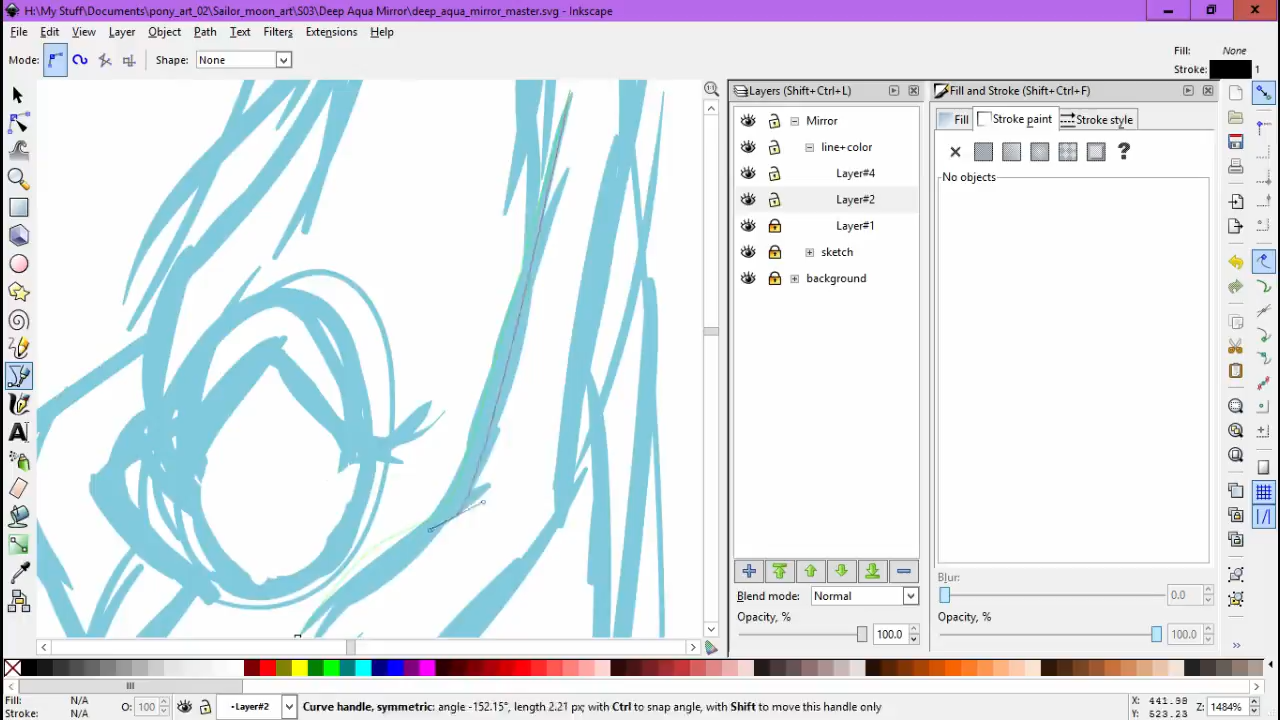 H:\My Stuff\Documents\pony_art_02\Sailor_moon_art\S03\Deep Aqua Mirror\deep_aqua_mirror_master.svg - Inkscape
File Edit View Layer Object Path Text Filters Extensions Help
Mode: Shape: None
Fill: None
Stroke: 1
Layers (Shift+Ctrl+L)
Fill and Stroke (Shift+Ctrl+F)
Mirror
Fill Stroke paint Stroke style
line+color
Layer#4
No objects
Layer#2
Layer#1
sketch
background
Blend mode: Normal
Blur:
0.0
Opacity, %
100.0
Opacity, %
100.0
Fill: N/A
Stroke: N/A
O: 100
Layer#2
Curve handle, symmetric: angle -152.15°, length 2.21 px; with Ctrl to snap angle, with Shift to move this handle only
X: 441.98
Y: 523.23
Z: 1484%